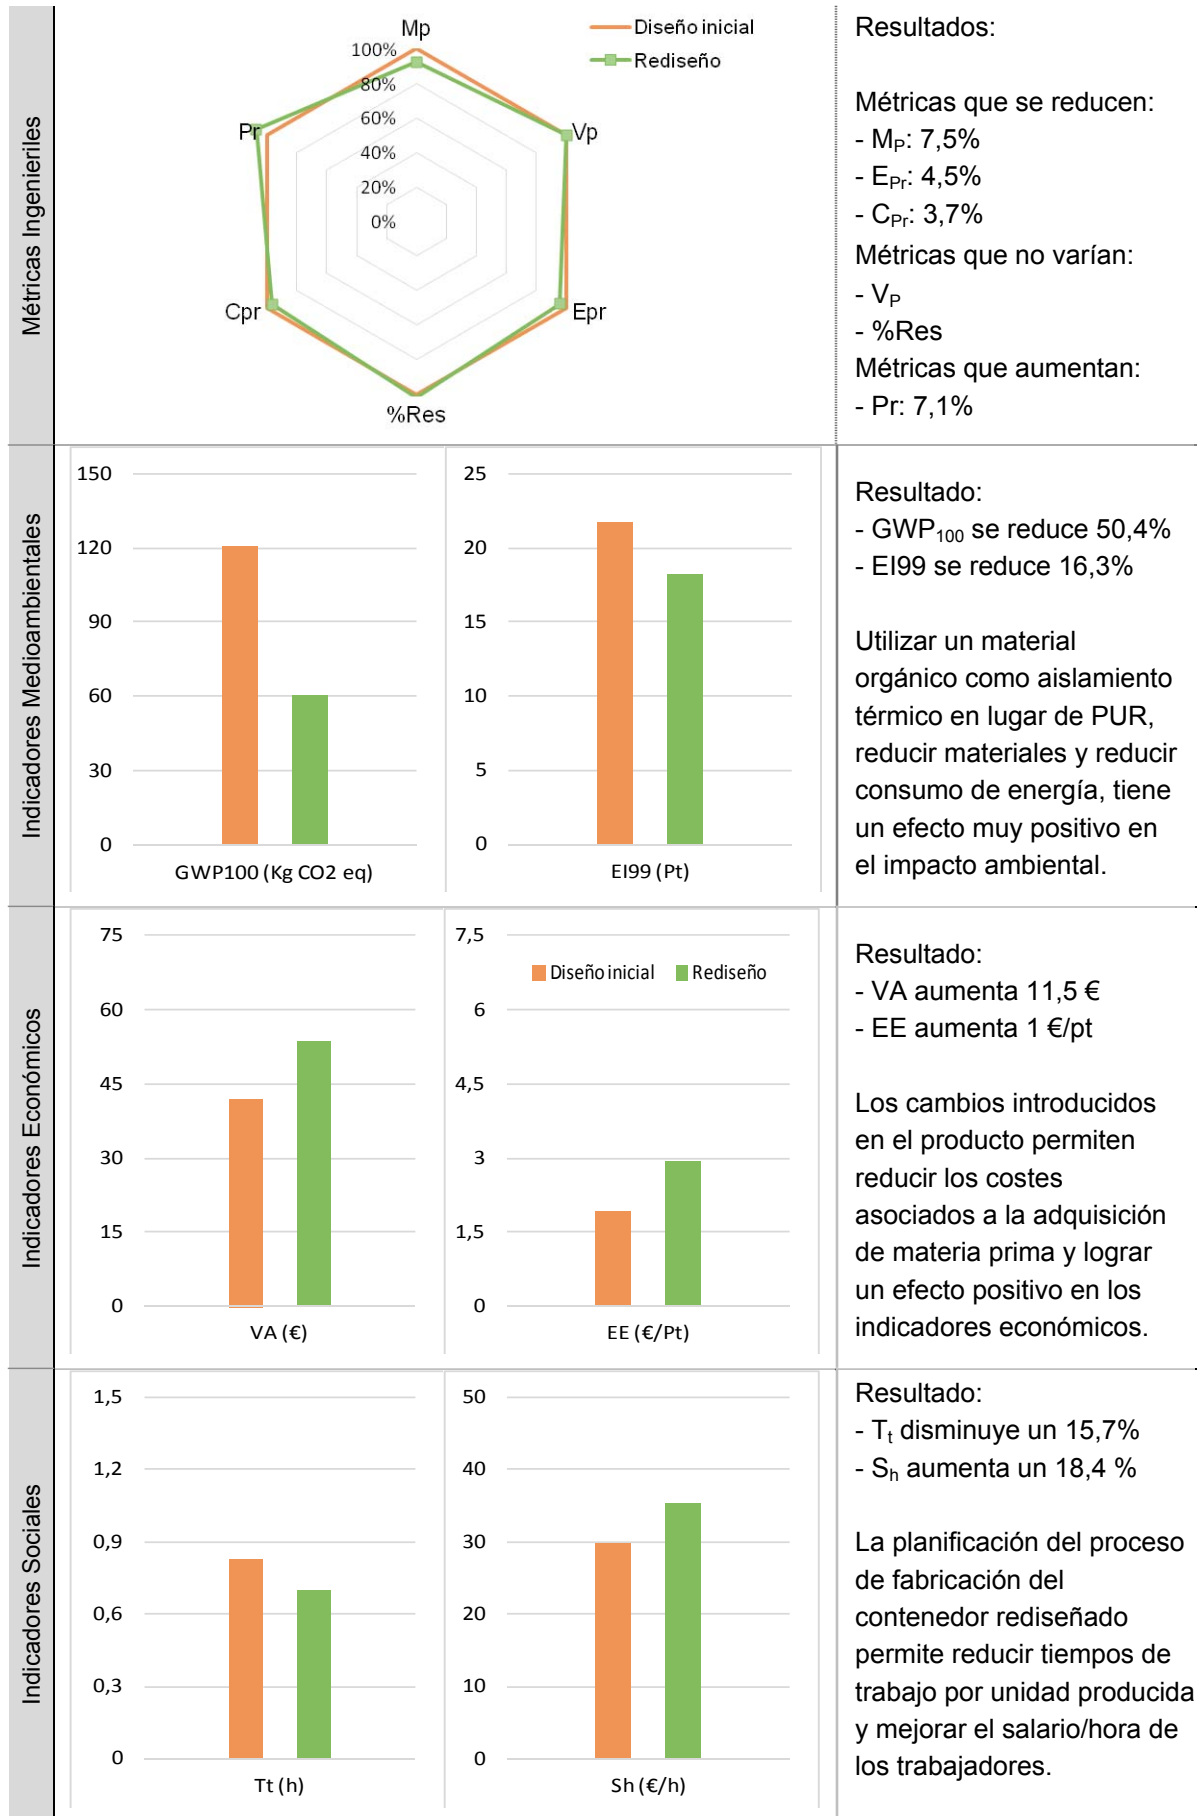 Métricas Ingenieriles
Mp
Diseño inicial
Rediseño
100%
80%
60%
40%
20%
0%
Pr
Vp
Cpr
Epr
%Res
Resultados:
Métricas que se reducen:
- MP: 7,5%
- EPr: 4,5%
- CPr: 3,7%
Métricas que no varían:
- VP
- %Res
Métricas que aumentan:
- Pr: 7,1%
Indicadores Medioambientales
150
120
90
60
30
0
GWP100 (Kg CO2 eq)
25
20
15
10
5
0
EI99 (Pt)
Resultado:
- GWP100 se reduce 50,4%
- EI99 se reduce 16,3%
Utilizar un material
orgánico como aislamiento
térmico en lugar de PUR,
reducir materiales y reducir
consumo de energía, tiene
un efecto muy positivo en
el impacto ambiental.
Indicadores Económicos
75
60
45
30
15
0
VA (€)
7,5
Diseño inicial Rediseño
6
4,5
3
1,5
0
EE (€/Pt)
Resultado:
- VA aumenta 11,5 €
- EE aumenta 1 €/pt
Los cambios introducidos
en el producto permiten
reducir los costes
asociados a la adquisición
de materia prima y lograr
un efecto positivo en los
indicadores económicos.
Indicadores Sociales
1,5
1,2
0,9
0,6
0,3
0
Tt (h)
50
40
30
20
10
0
Sh (€/h)
Resultado:
- Tt disminuye un 15,7%
- Sh aumenta un 18,4 %
La planificación del proceso
de fabricación del
contenedor rediseñado
permite reducir tiempos de
trabajo por unidad producida
y mejorar el salario/hora de
los trabajadores.